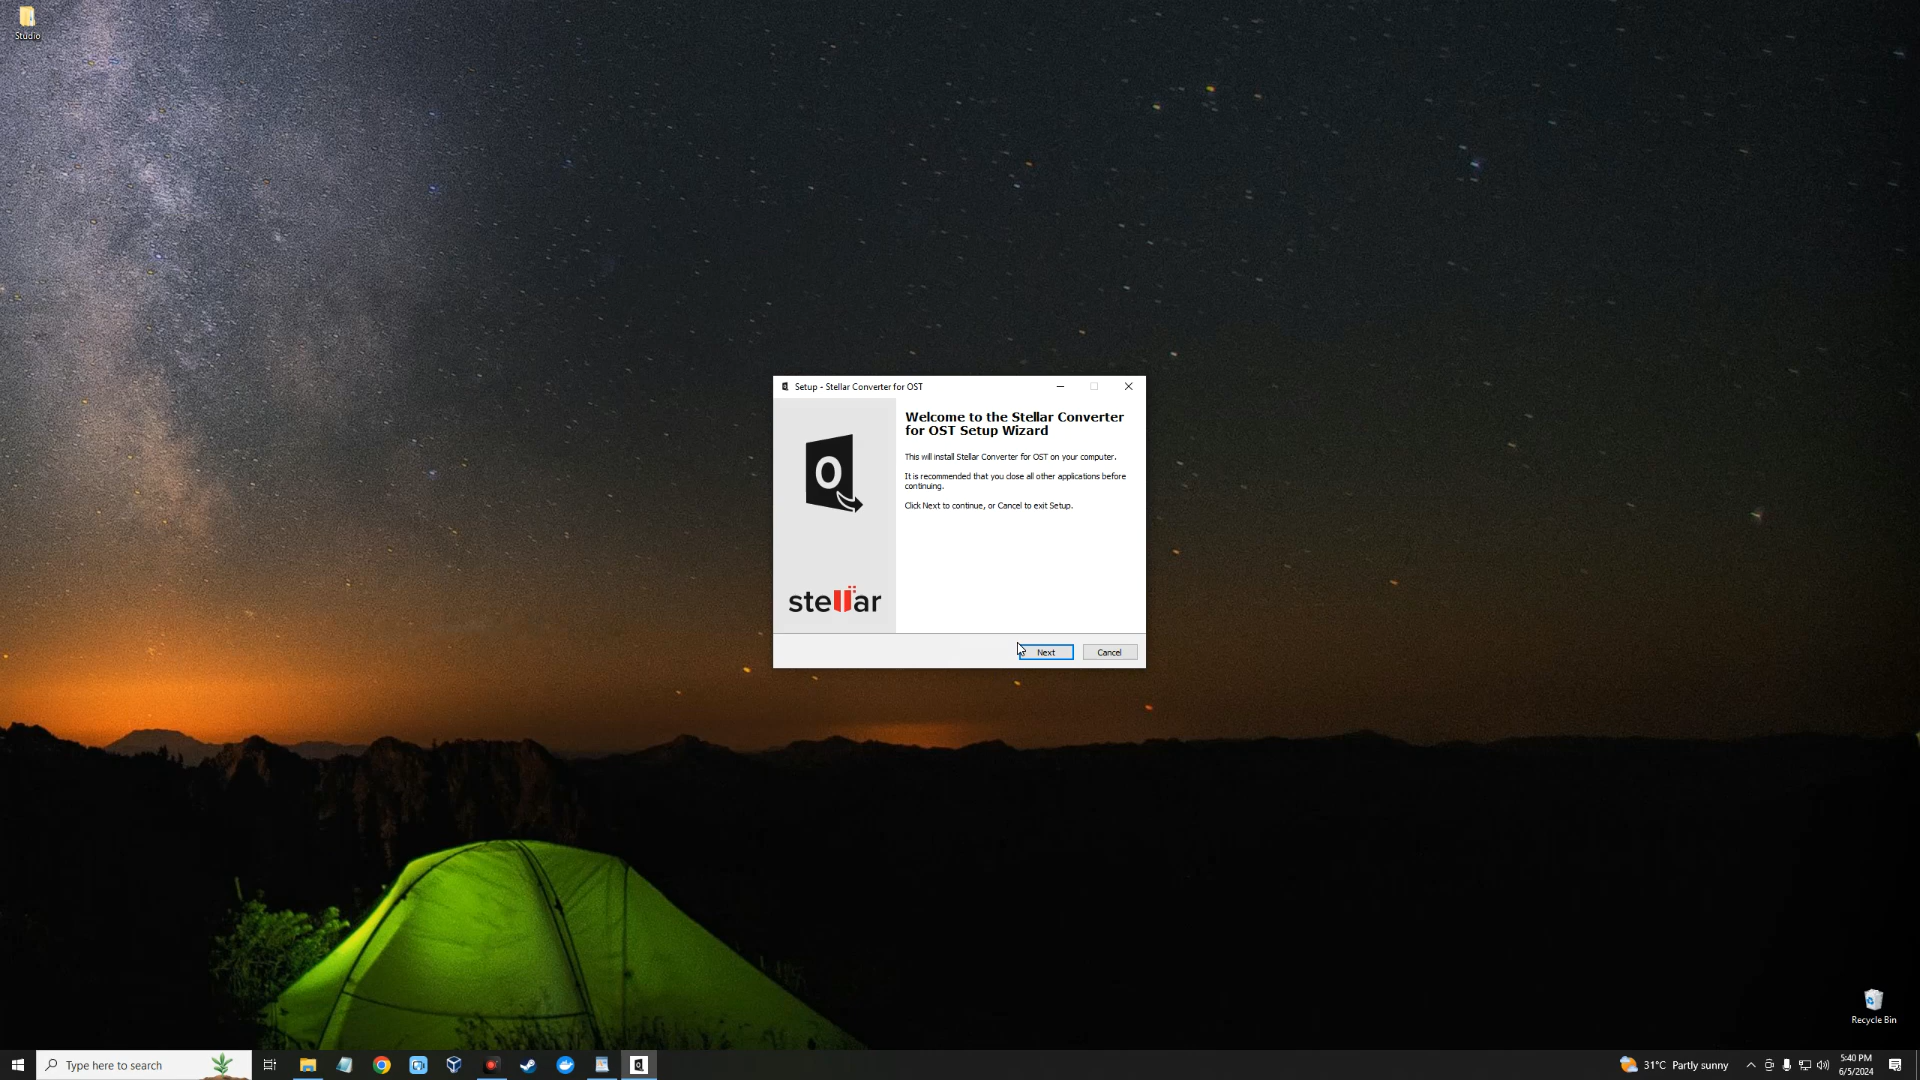 Studio
Setup - Stellar Converter for OST
Welcome to the Stellar Converter
for OST Setup Wizard
This will install Stellar Converter for OST on your computer.
It is recommended that you close all other applications before
continuing.
Click Next to continue, or Cancel to exit Setup.
O
stellar
Next
Cancel
Recycle Bin
Type here to search
31°C Partly sunny
5:40 PM
6/5/2024